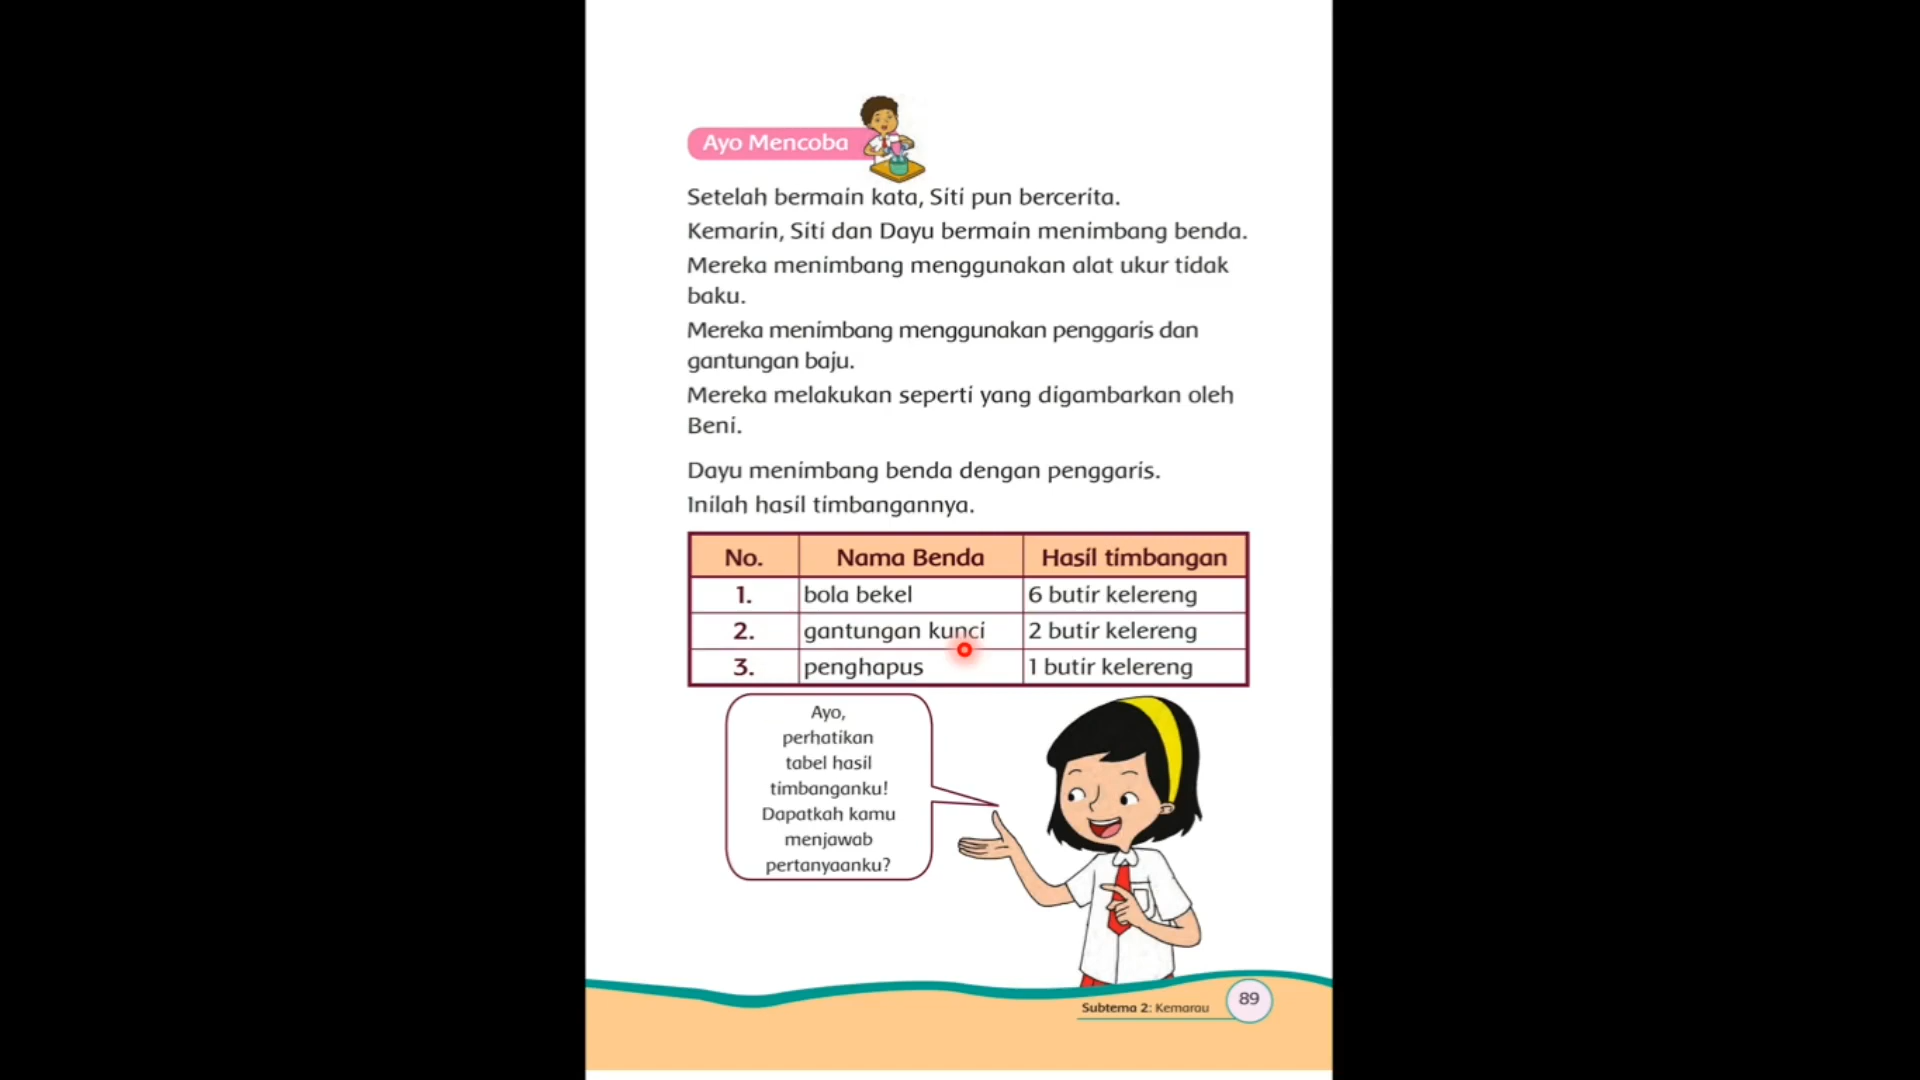 Ayo Mencoba
Setelah bermain kata, Siti pun bercerita.
Kemarin, Siti dan Dayu bermain menimbang benda.
Mereka menimbang menggunakan alat ukur tidak
baku.
Mereka menimbang menggunakan penggaris dan
gantungan baju.
Mereka melakukan seperti yang digambarkan oleh
Beni.
Dayu menimbang benda dengan penggaris.
Inilah hasil timbangannya.
No. Nama Benda Hasil timbangan
1. bola bekel 6 butir kelereng
2. gantungan kunci 2 butir kelereng
3. penghapus 1 butir kelereng
Ayo,
perhatikan
tabel hasil
timbanganku!
Dapatkah kamu
menjawab
pertanyaanku?
Subtema 2: Kemarau 89